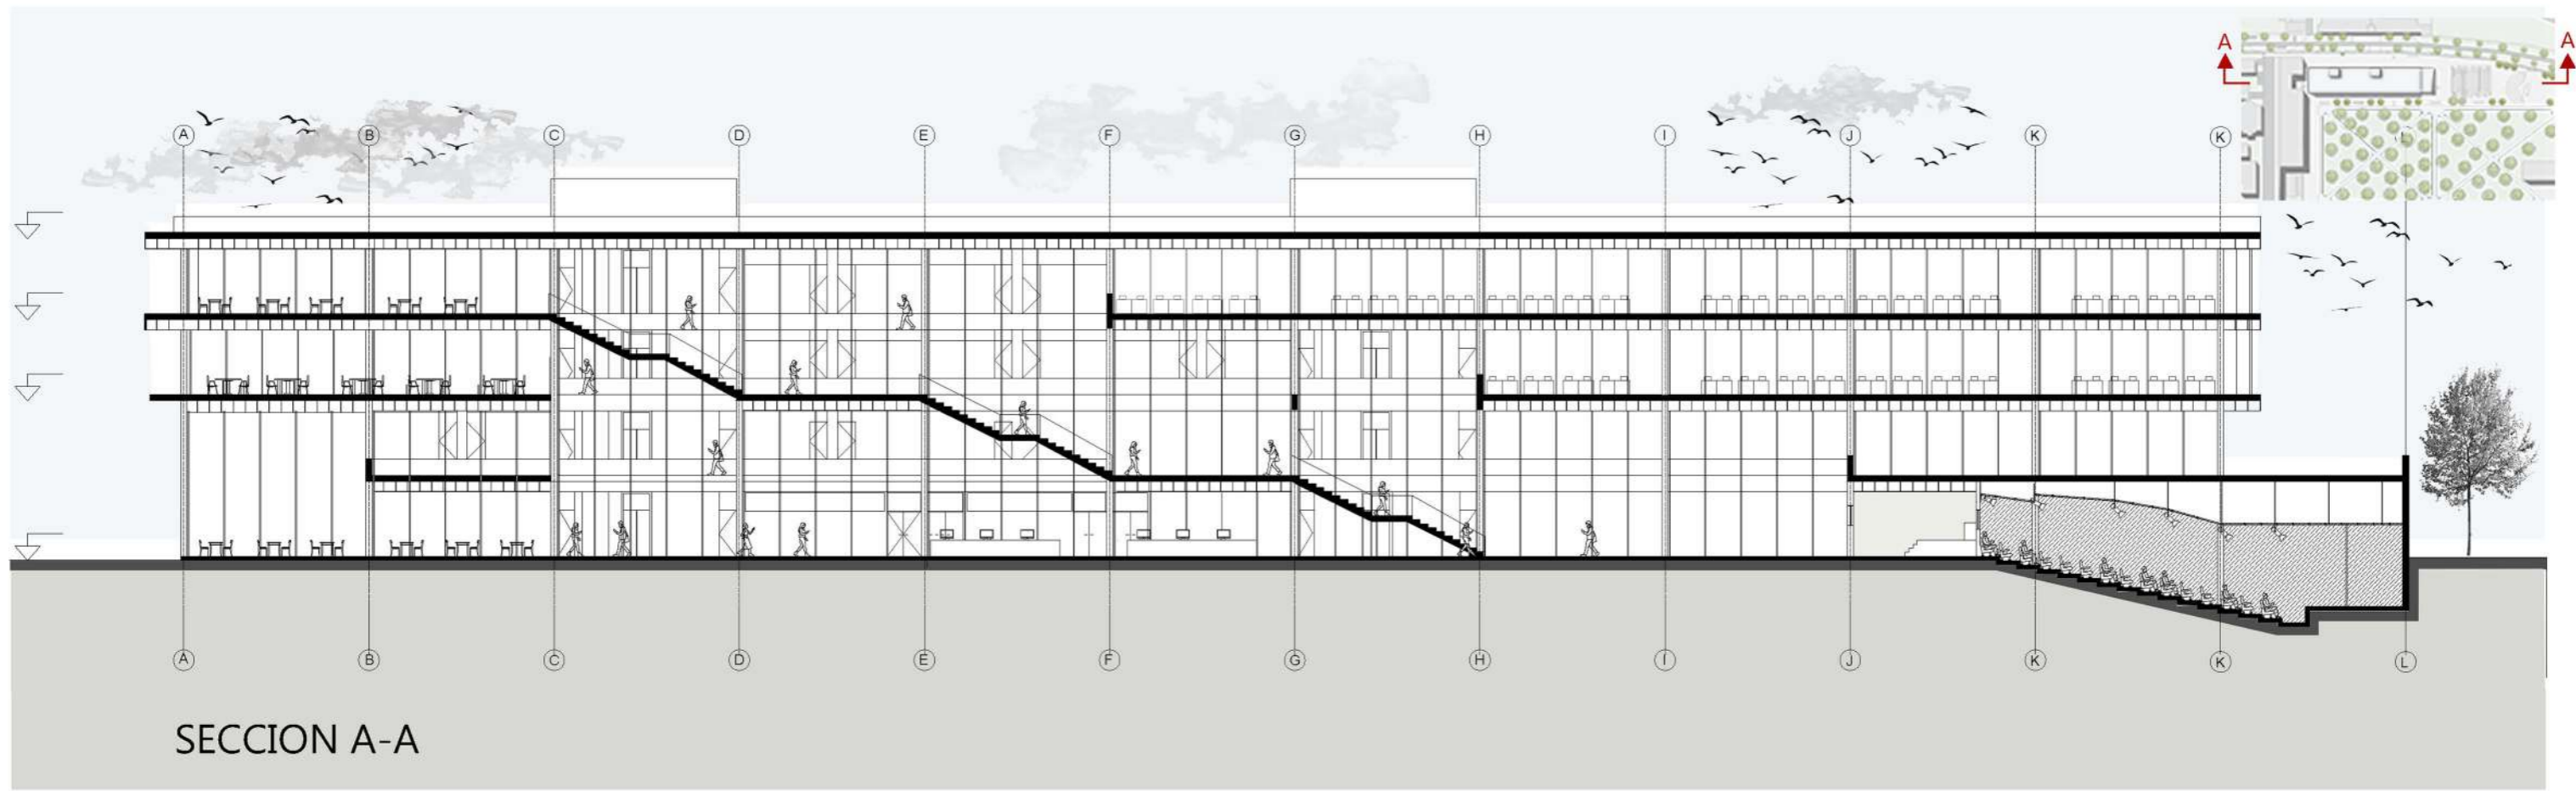 A A
A B C D E F G H I J K K L
A B C D E F G H I J K K L
SECCION A-A